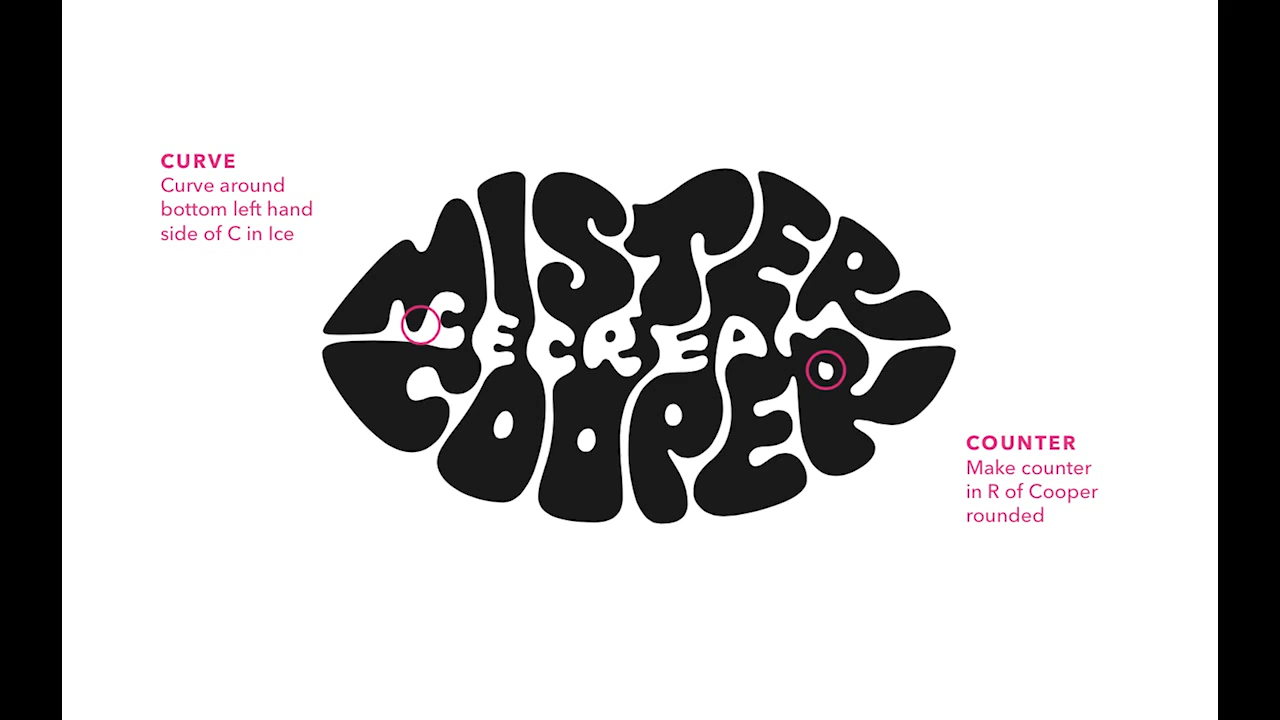 CURVE
Curve around
bottom left hand
side of C in Ice
MISTER
ICE CREAM
COOPER
COUNTER
Make counter
in R of Cooper
rounded